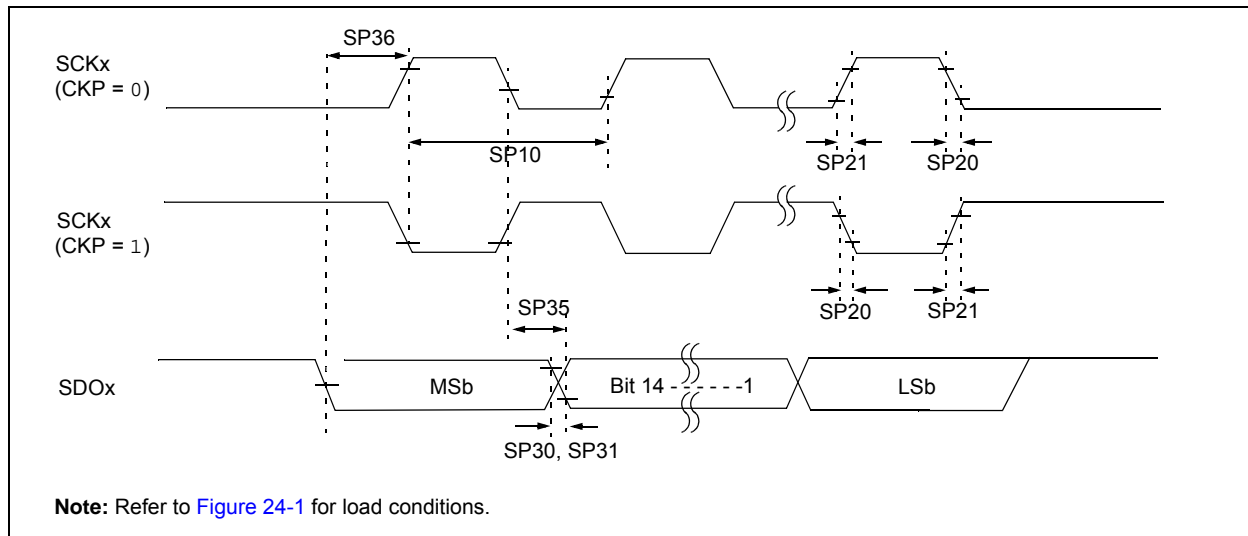 SP36
SCKx
(CKP = 0)
SP10
SP21
SP20
SCKx
(CKP = 1)
SP35
SP20
SP21
SDOx
MSb
Bit 14 - - - - - - -1
LSb
SP30, SP31
Note: Refer to Figure 24-1 for load conditions.